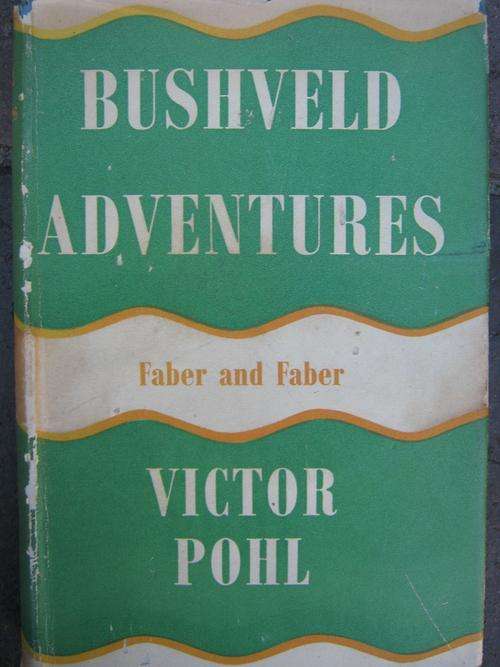 BUSHVELD
ADVENTURES
Faber and Faber
VICTOR
POHL